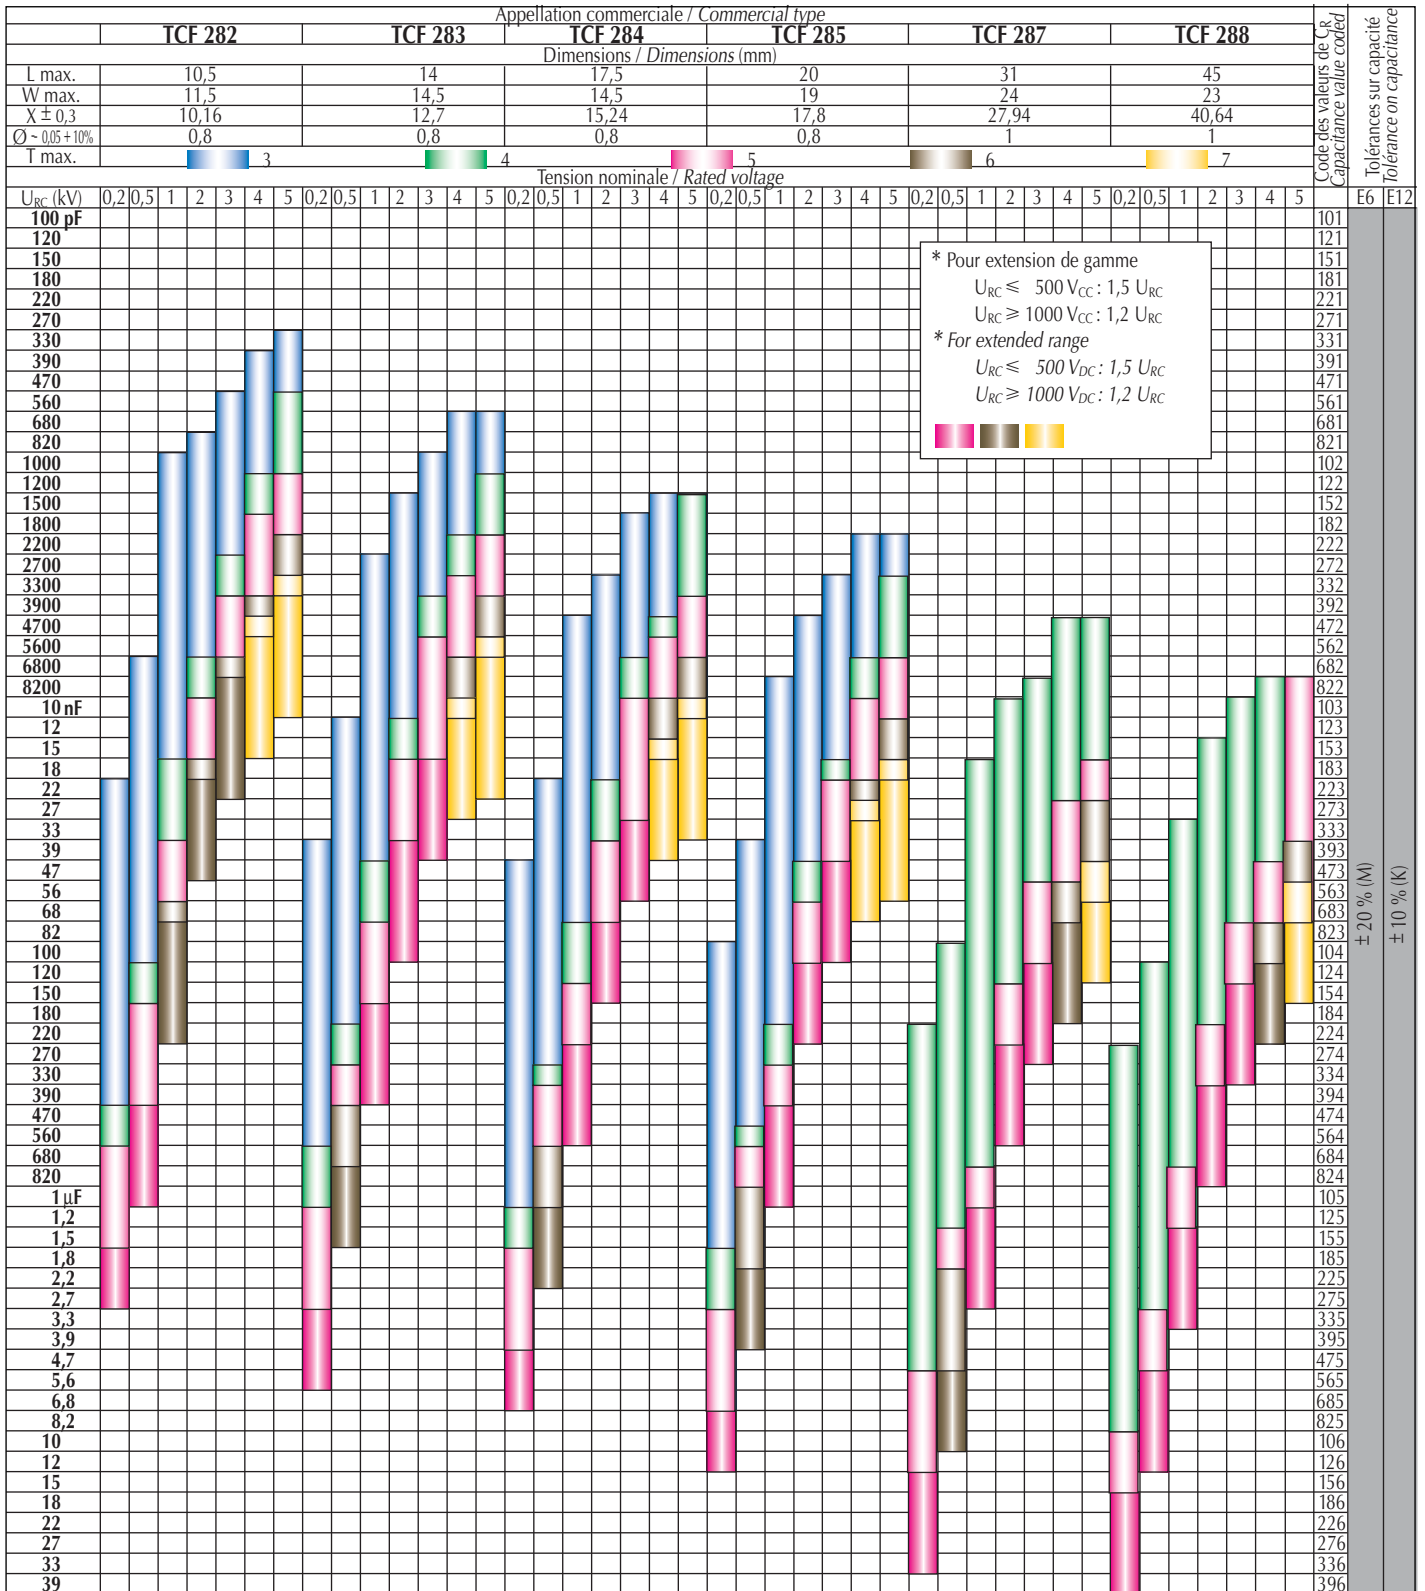 Appellation commerciale / Commercial type
TCF 282 TCF 283 TCF 284 TCF 285 TCF 287 TCF 288
Dimensions / Dimensions (mm)
L max. 10,5 14 17,5 20 31 45
W max. 11,5 14,5 14,5 19 24 23
X ± 0,3 10,16 12,7 15,24 17,8 27,94 40,64
Ø - 0,05 + 10% 0,8 0,8 0,8 0,8 1 1
T max. 3 4 5 6 7
Tension nominale / Rated voltage
Code des valeurs de CR
Capacitance value coded
Tolérances sur capacité
Tolérance on capacitance
URC (kV) 0,2 0,5 1 2 3 4 5 0,2 0,5 1 2 3 4 5 0,2 0,5 1 2 3 4 5 0,2 0,5 1 2 3 4 5 0,2 0,5 1 2 3 4 5 0,2 0,5 1 2 3 4 5 E6 E12
100 pF 101
120 121
150 151
180 181
220 221
270 271
330 331
390 391
470 471
560 561
680 681
820 821
1000 102
1200 122
1500 152
1800 182
2200 222
2700 272
3300 332
3900 392
4700 472
5600 562
6800 682
8200 822
10 nF 103
12 123
15 153
18 183
22 223
27 273
33 333
39 393
47 473
56 563
68 683
82 823
100 104
120 124
150 154
180 184
220 224
270 274
330 334
390 394
470 474
560 564
680 684
820 824
1 µF 105
1,2 125
1,5 155
1,8 185
2,2 225
2,7 275
3,3 335
3,9 395
4,7 475
5,6 565
6,8 685
8,2 825
10 106
12 126
15 156
18 186
22 226
27 276
33 336
39 396
* Pour extension de gamme
URC ≤ 500 VCC : 1,5 URC
URC ≥ 1000 VCC : 1,2 URC
* For extended range
URC ≤ 500 VDC : 1,5 URC
URC ≥ 1000 VDC : 1,2 URC
± 20 % (M)
± 10 % (K)